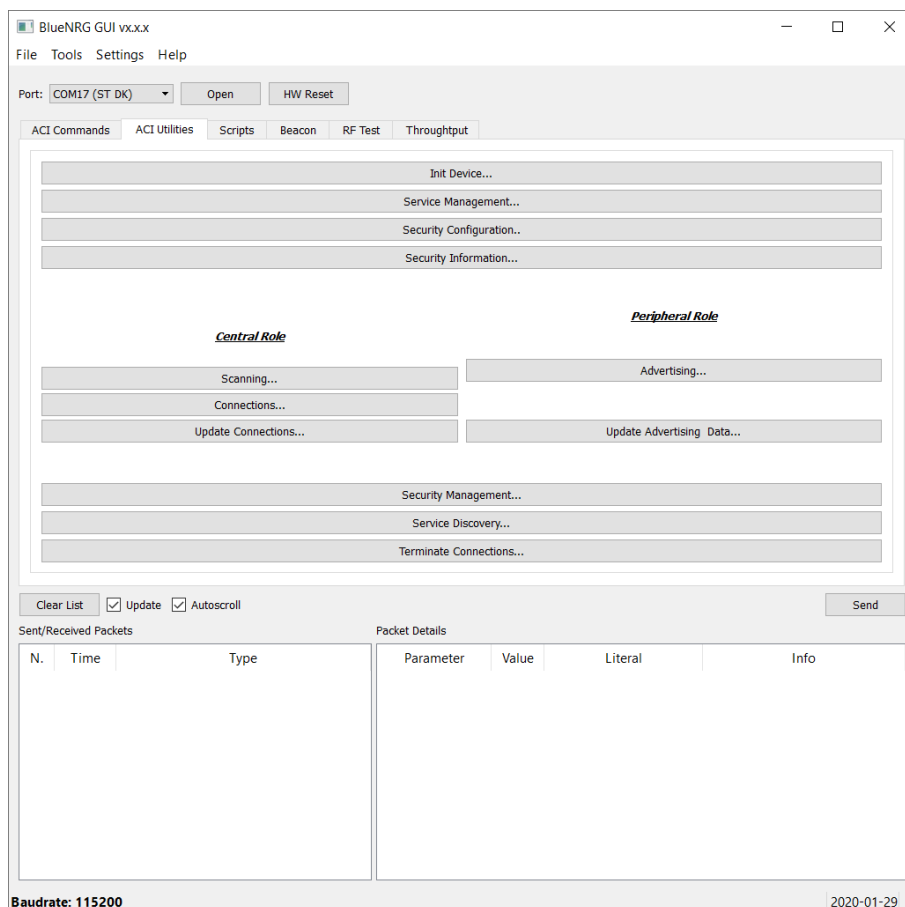 BlueNRG GUI vx.x.x
File Tools Settings Help
Port: COM17 (ST DK) Open HW Reset
ACI Commands ACI Utilities Scripts Beacon RF Test Throughtput
Init Device...
Service Management...
Security Configuration..
Security Information...
Peripheral Role
Central Role
Advertising...
Scanning...
Connections...
Update Connections... Update Advertising Data...
Security Management...
Service Discovery...
Terminate Connections...
Clear List Update Autoscroll Send
Sent/Received Packets Packet Details
N. Time Type Parameter Value Literal Info
Baudrate: 115200 2020-01-29